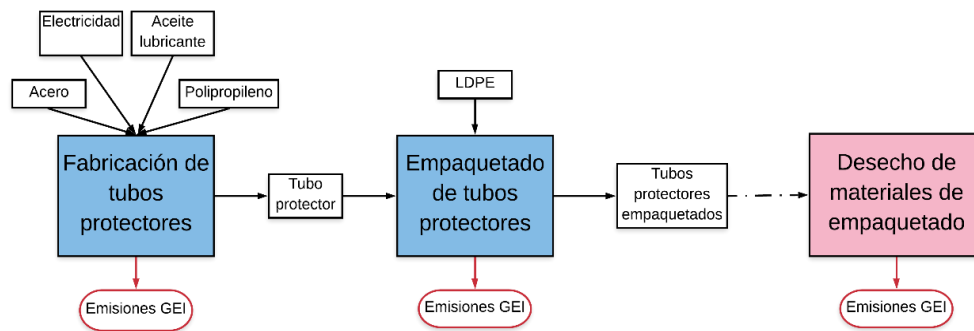 Electricidad
Aceite
lubricante
Acero
Polipropileno
LDPE
Fabricación de
tubos
protectores
Tubo
protector
Empaquetado
de tubos
protectores
Tubos
protectores
empaquetados
Desecho de
materiales de
empaquetado
Emisiones GEI
Emisiones GEI
Emisiones GEI